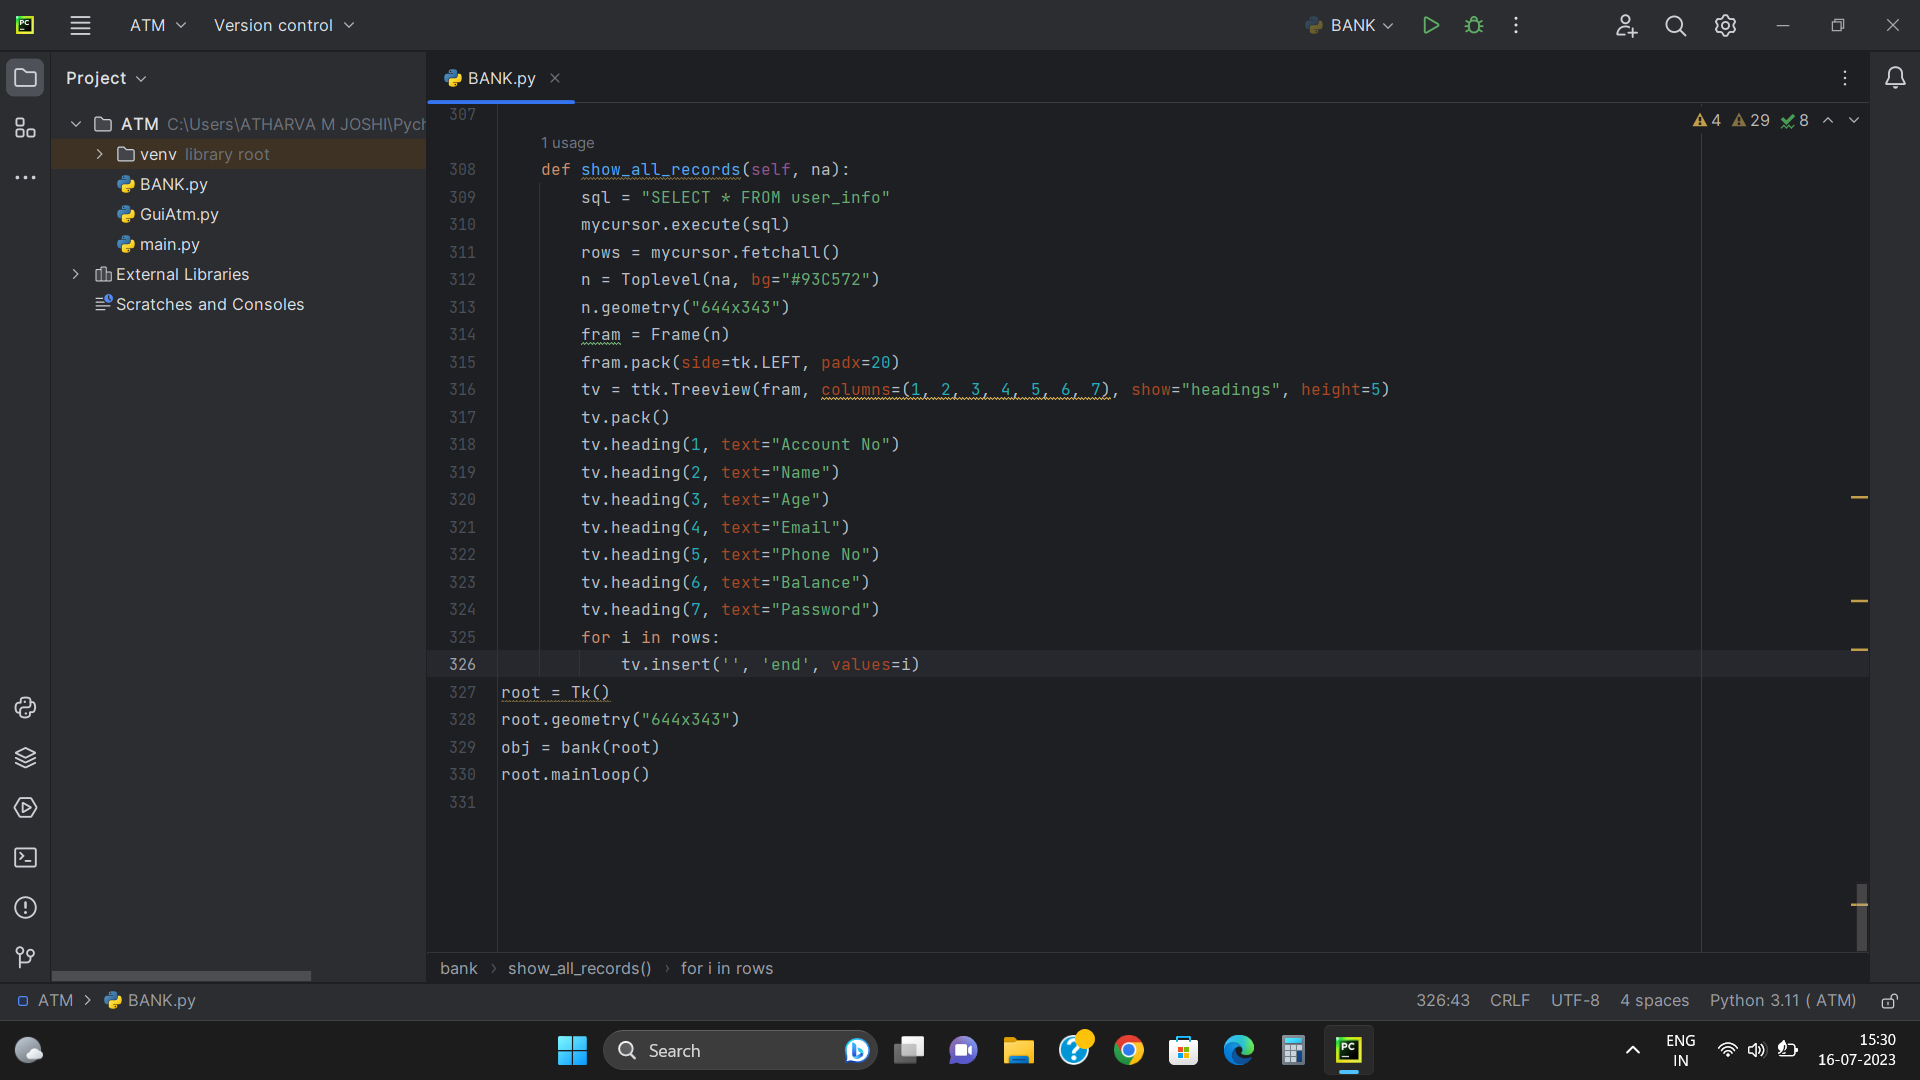 PC
ATM
Version control
BANK
Project
BANK.py
ATM C:\Users\ATHARVA M JOSHI\Pych
venv library root
BANK.py
GuiAtm.py
main.py
External Libraries
Scratches and Consoles
4 29 8
307
1 usage
308 def show_all_records(self, na):
309 sql = "SELECT * FROM user_info"
310 mycursor.execute(sql)
311 rows = mycursor.fetchall()
312 n = Toplevel(na, bg="#93C572")
313 n.geometry("644x343")
314 fram = Frame(n)
315 fram.pack(side=tk.LEFT, padx=20)
316 tv = ttk.Treeview(fram, columns=(1, 2, 3, 4, 5, 6, 7), show="headings", height=5)
317 tv.pack()
318 tv.heading(1, text="Account No")
319 tv.heading(2, text="Name")
320 tv.heading(3, text="Age")
321 tv.heading(4, text="Email")
322 tv.heading(5, text="Phone No")
323 tv.heading(6, text="Balance")
324 tv.heading(7, text="Password")
325 for i in rows:
326 tv.insert('', 'end', values=i)
327 root = Tk()
328 root.geometry("644x343")
329 obj = bank(root)
330 root.mainloop()
331
bank › show_all_records() › for i in rows
ATM > BANK.py
326:43 CRLF UTF-8 4 spaces Python 3.11 ( ATM)
Search
PC
ENG
IN
15:30
16-07-2023